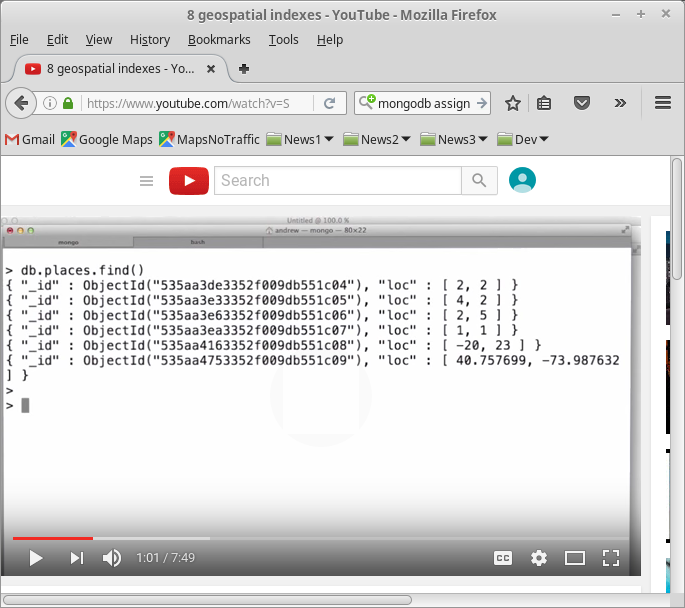 8 geospatial indexes - YouTube - Mozilla Firefox
File Edit View History Bookmarks Tools Help
8 geospatial indexes - Yo...
https://www.youtube.com/watch?v=S mongodb assign
Gmail Google Maps MapsNoTraffic News1 News2 News3 Dev
Search
Untitled @ 100.0 %
andrew — mongo — 80×22
mongo bash
> db.places.find()
{ "_id" : ObjectId("535aa3de3352f009db551c04"), "loc" : [ 2, 2 ] }
{ "_id" : ObjectId("535aa3e33352f009db551c05"), "loc" : [ 4, 2 ] }
{ "_id" : ObjectId("535aa3e63352f009db551c06"), "loc" : [ 2, 5 ] }
{ "_id" : ObjectId("535aa3ea3352f009db551c07"), "loc" : [ 1, 1 ] }
{ "_id" : ObjectId("535aa4163352f009db551c08"), "loc" : [ -20, 23 ] }
{ "_id" : ObjectId("535aa4753352f009db551c09"), "loc" : [ 40.757699, -73.987632
] }
>
>
1:01 / 7:49 CC